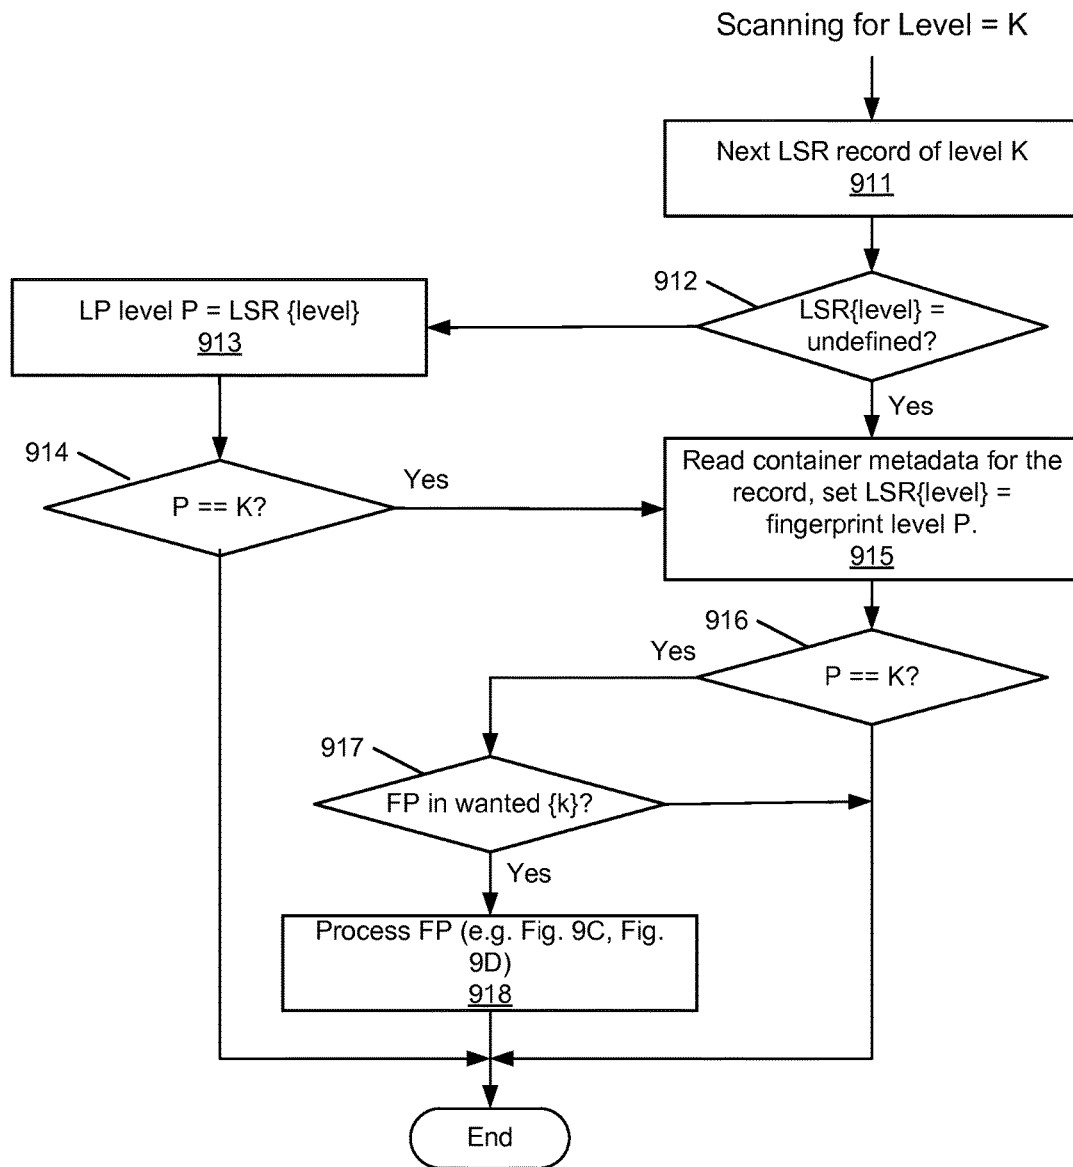 Scanning for Level = K
Next LSR record of level K
911
912
LSR{level} =
undefined?
LP level P = LSR {level}
913
Yes
914
P == K?
Yes
Read container metadata for the
record, set LSR{level} =
fingerprint level P.
915
916
Yes
P == K?
917
FP in wanted {k}?
Yes
Process FP (e.g. Fig. 9C, Fig.
9D)
918
End